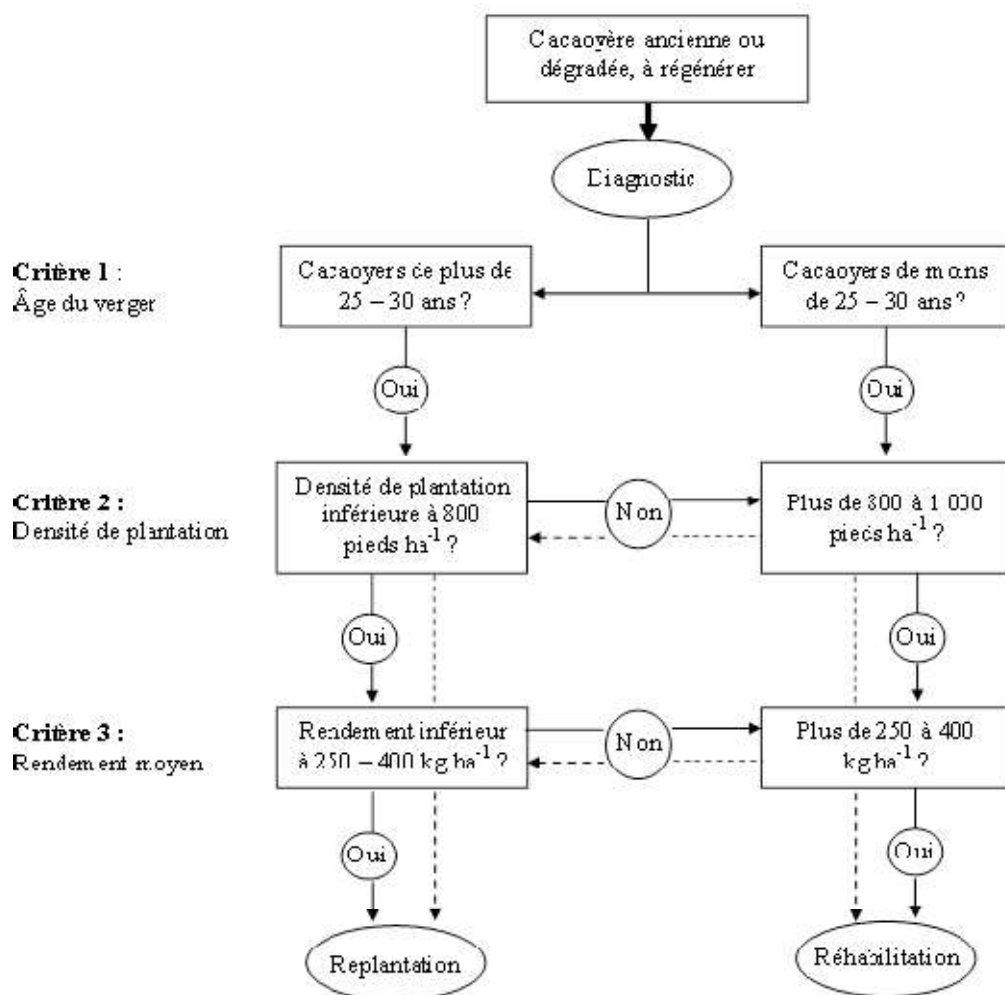 Cacaoyère ancienne ou
dégradée, à régénérer
Diagnostic
Critère 1 :
Âge du verger
Cacaoyers de plus de
25 – 30 ans ?
Cacaoyers de moins
de 25 – 30 ans ?
Oui
Oui
Critère 2 :
Densité de plantation
Densité de plantation
inférieure à 800
pieds ha⁻¹ ?
Non
Plus de 800 à 1 000
pieds ha⁻¹ ?
Oui
Oui
Critère 3 :
Rendement moyen
Rendement inférieur
à 250 – 400 kg ha⁻¹ ?
Non
Plus de 250 à 400
kg ha⁻¹ ?
Oui
Oui
Replantation
Réhabilitation